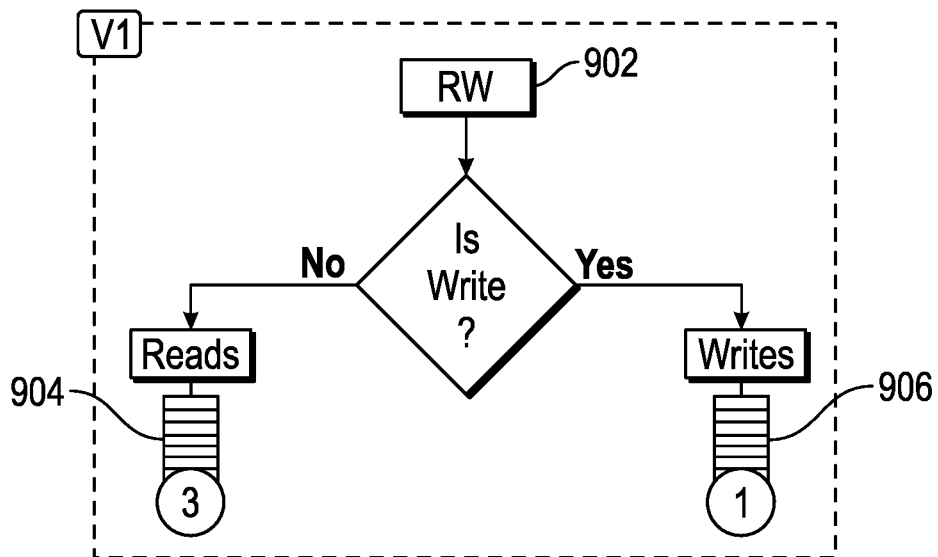 V1
RW
902
Is
Write
?
No
Yes
Reads
Writes
904
906
3
1